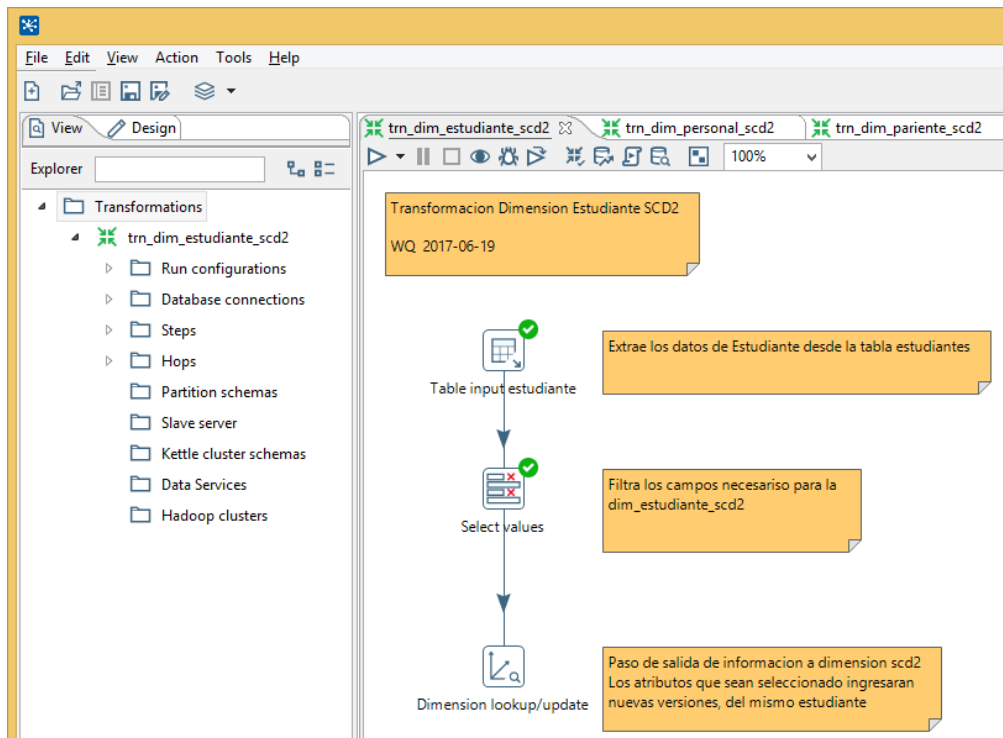 File Edit View Action Tools Help
View Design
trn_dim_estudiante_scd2 trn_dim_personal_scd2 trn_dim_pariente_scd2
Explorer
100%
Transformations
trn_dim_estudiante_scd2
Run configurations
Database connections
Steps
Hops
Partition schemas
Slave server
Kettle cluster schemas
Data Services
Hadoop clusters
Transformacion Dimension Estudiante SCD2
WQ 2017-06-19
Table input estudiante
Extrae los datos de Estudiante desde la tabla estudiantes
Select values
Filtra los campos necesariso para la
dim_estudiante_scd2
Dimension lookup/update
Paso de salida de informacion a dimension scd2
Los atributos que sean seleccionado ingresaran
nuevas versiones, del mismo estudiante